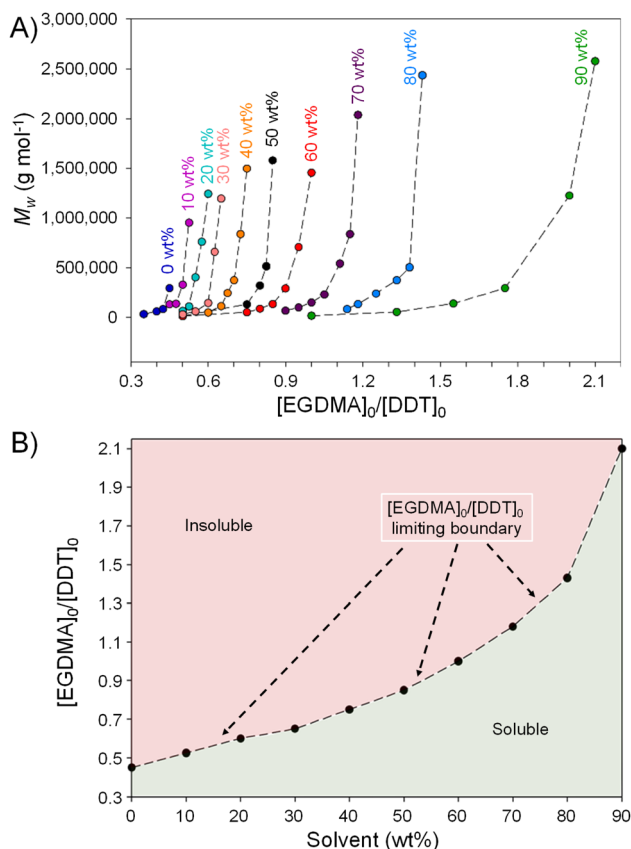 A)
3,000,000
2,500,000
2,000,000
1,500,000
1,000,000
500,000
0
Mw (g mol-1)
0 wt%
10 wt%
20 wt%
30 wt%
40 wt%
50 wt%
60 wt%
70 wt%
80 wt%
90 wt%
0.3 0.6 0.9 1.2 1.5 1.8 2.1
[EGDMA]0/[DDT]0
B)
2.1
1.9
1.7
1.5
1.3
1.1
0.9
0.7
0.5
0.3
[EGDMA]0/[DDT]0
Insoluble
[EGDMA]0/[DDT]0
limiting boundary
Soluble
0 10 20 30 40 50 60 70 80 90
Solvent (wt%)